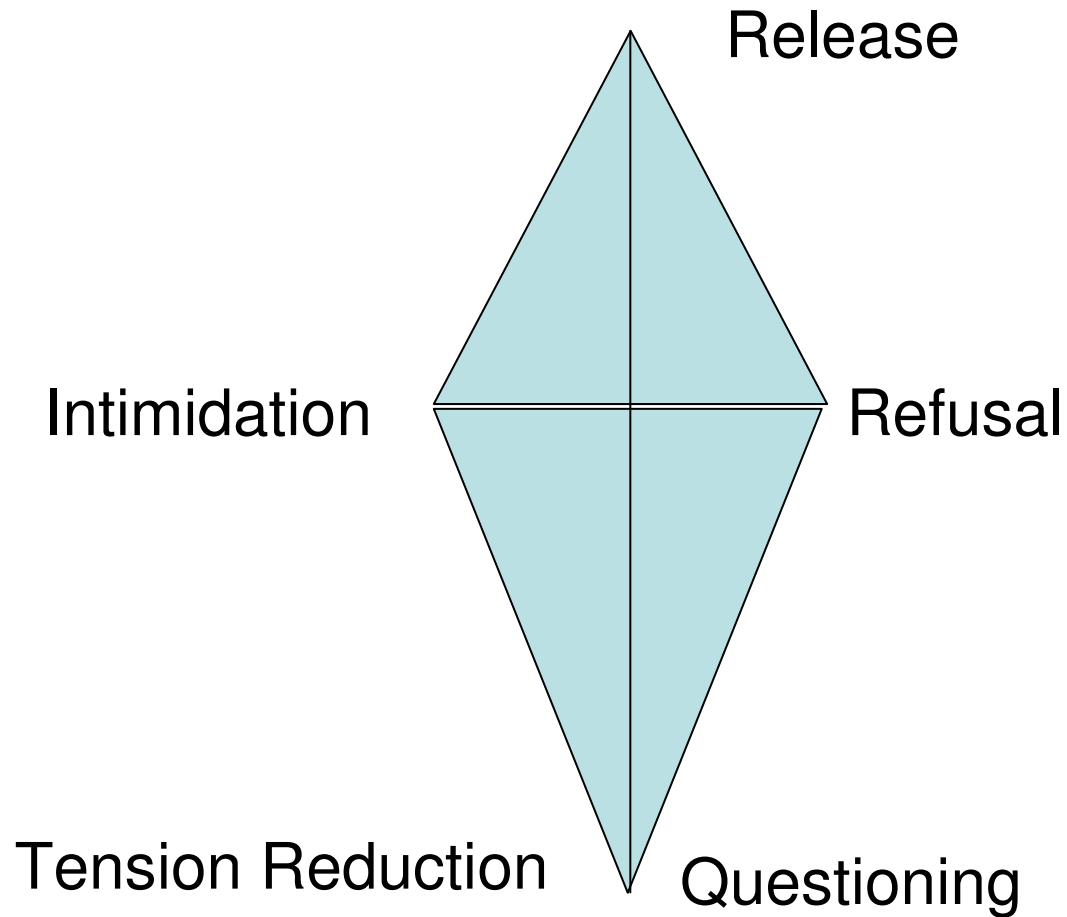 Release
Intimidation
Refusal
Tension Reduction
Questioning